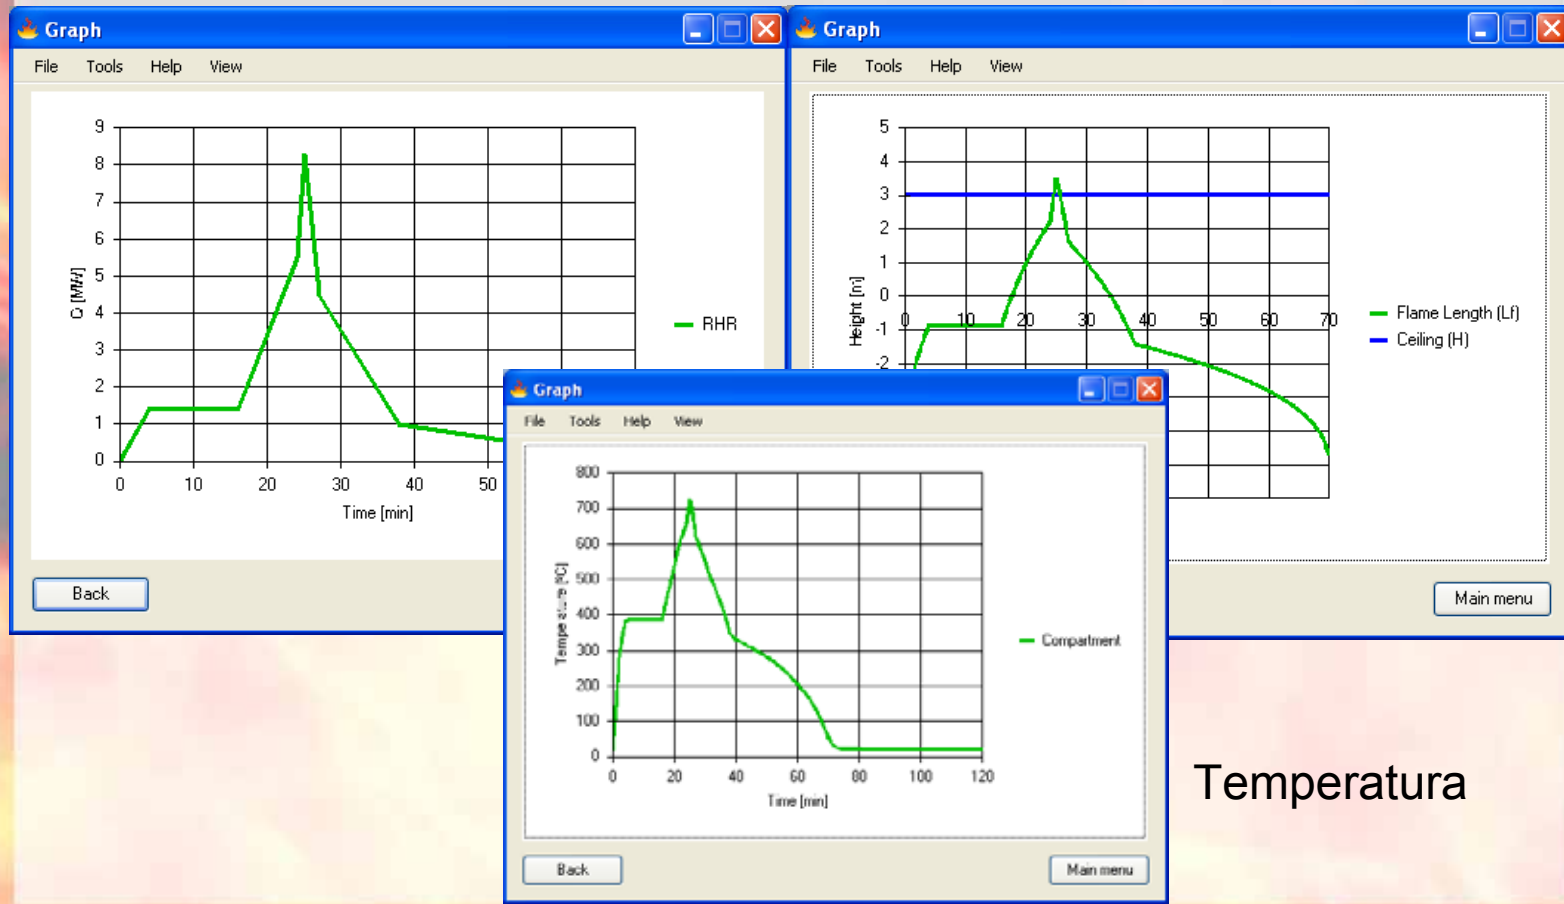 Graph
File Tools Help View
9
8
7
6
5
4
3
2
1
0
Q [MW]
0 10 20 30 40 50
Time [min]
RHR
Back
Graph
File Tools Help View
5
4
3
2
1
0
-1
-2
Height [m]
0 10 20 30 40 50 60 70
Flame Length (Lf)
Ceiling (H)
Main menu
Graph
File Tools Help View
800
700
600
500
400
300
200
100
0
Temperature [ºC]
0 20 40 60 80 100 120
Time [min]
Compartment
Back Main menu
Temperatura